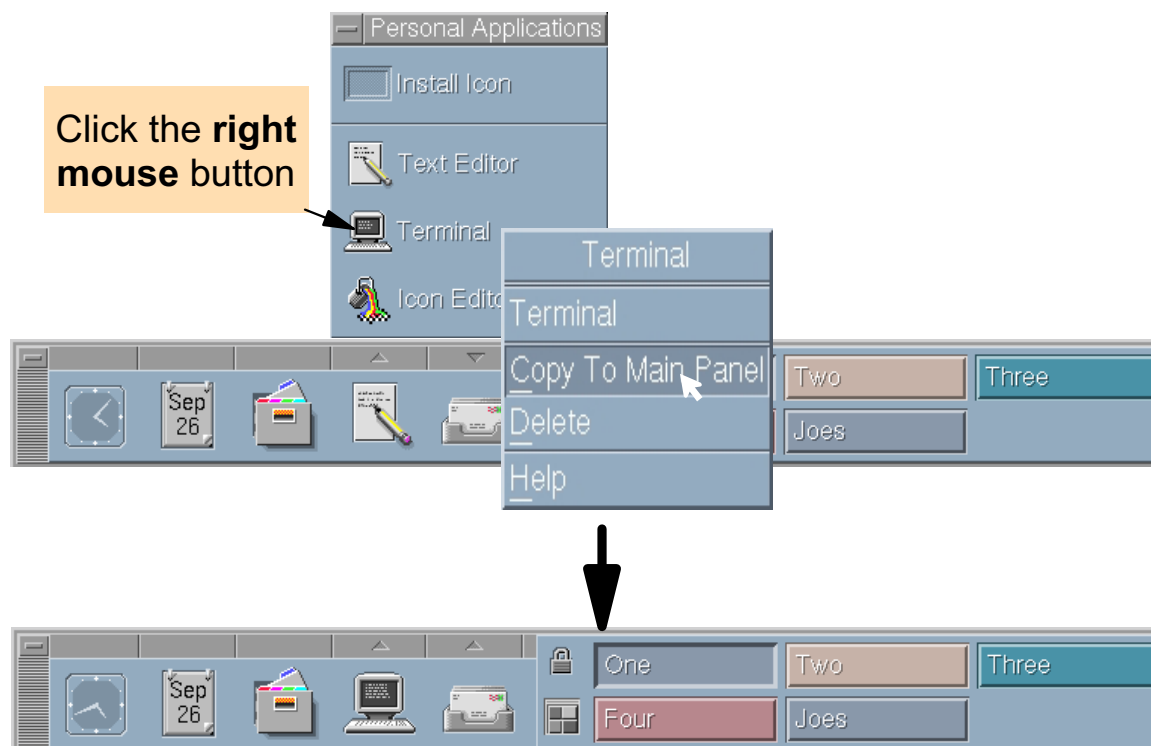 Personal Applications
Install Icon
Click the right
mouse button
Text Editor
Terminal
Icon Edito
Terminal
Terminal
Copy To Main Panel
Delete
Help
Sep
26
Two
Three
Joes
Sep
26
One
Two
Three
Four
Joes